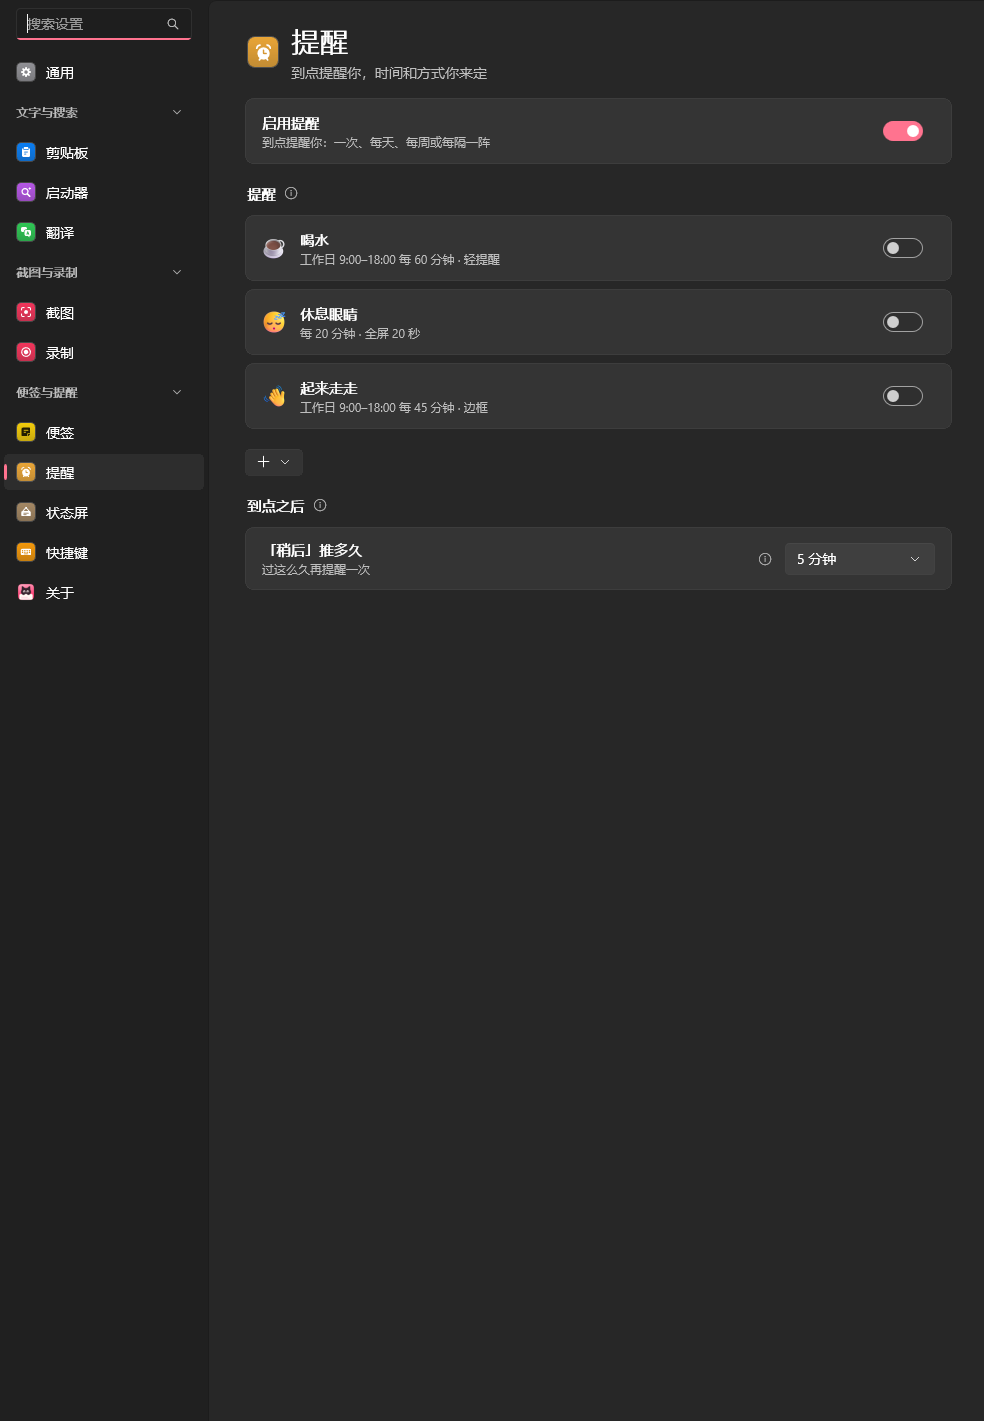 搜索设置
通用
文字与搜索
剪贴板
启动器
翻译
截图与录制
截图
录制
便签与提醒
便签
提醒
状态屏
快捷键
关于
提醒
到点提醒你，时间和方式你来定
启用提醒
到点提醒你：一次、每天、每周或每隔一阵
提醒
喝水
工作日 9:00–18:00 每 60 分钟 · 轻提醒
休息眼睛
每 20 分钟 · 全屏 20 秒
起来走走
工作日 9:00–18:00 每 45 分钟 · 边框
到点之后
「稍后」推多久
过这么久再提醒一次
5 分钟